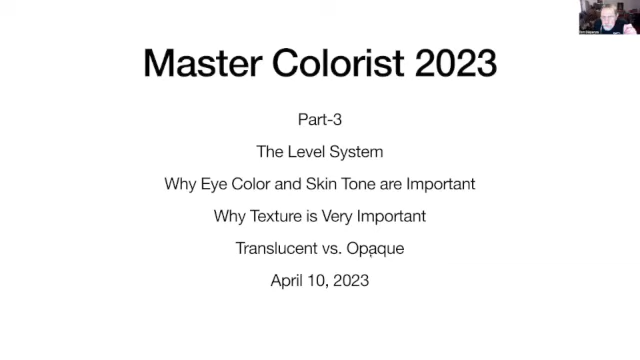 Master Colorist 2023
Part-3
The Level System
Why Eye Color and Skin Tone are Important
Why Texture is Very Important
Translucent vs. Opaque
April 10, 2023